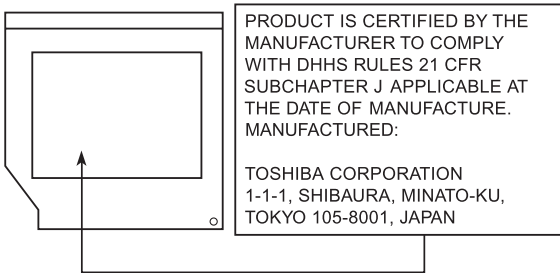 PRODUCT IS CERTIFIED BY THE
MANUFACTURER TO COMPLY
WITH DHHS RULES 21 CFR
SUBCHAPTER J APPLICABLE AT
THE DATE OF MANUFACTURE.
MANUFACTURED:
TOSHIBA CORPORATION
1-1-1, SHIBAURA, MINATO-KU,
TOKYO 105-8001, JAPAN